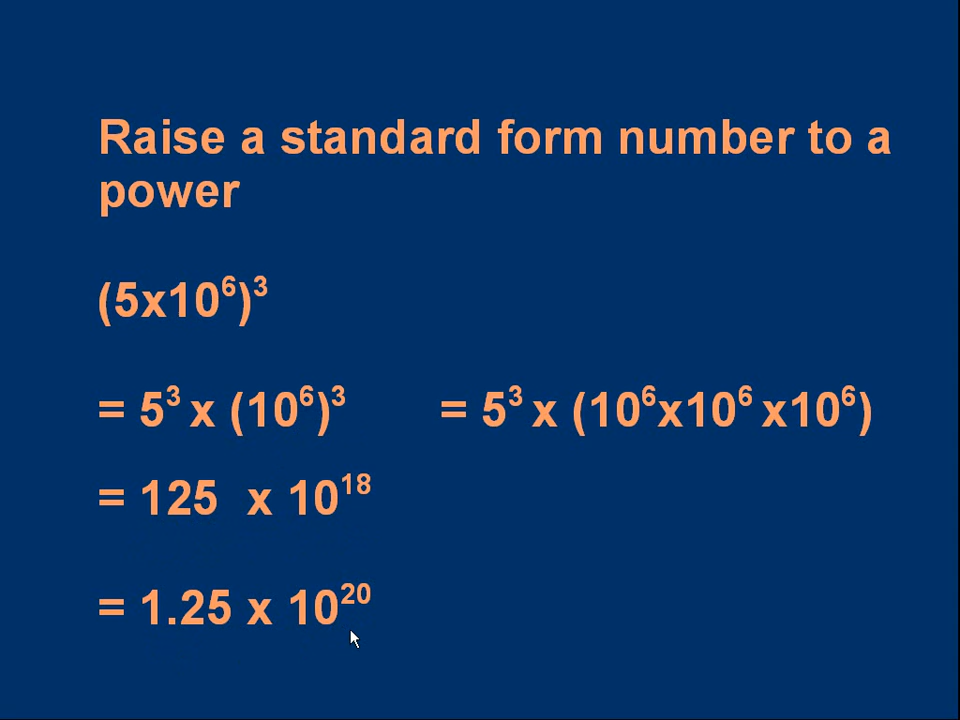 Raise a standard form number to a
power
(5x10⁶)³
= 5³ x (10⁶)³ = 5³ x (10⁶x10⁶ x10⁶)
= 125 x 10¹⁸
= 1.25 x 10²⁰